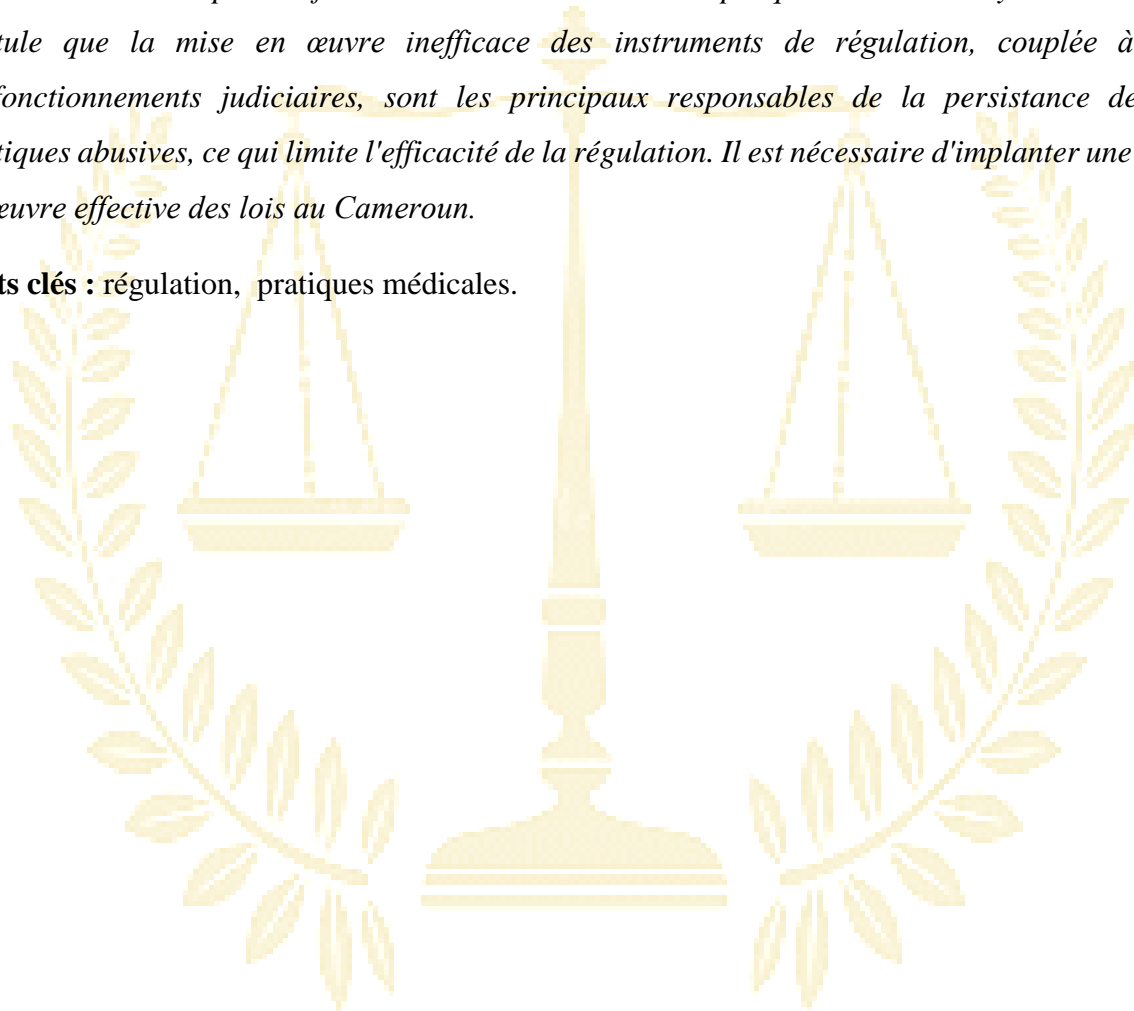 tule que la mise en œuvre inefficace des instruments de régulation, couplée à
fonctionnements judiciaires, sont les principaux responsables de la persistance de
tiques abusives, ce qui limite l'efficacité de la régulation. Il est nécessaire d'implanter une
œuvre effective des lois au Cameroun.
ts clés : régulation, pratiques médicales.